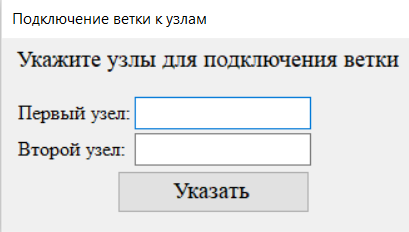 Подключение ветки к узлам
Укажите узлы для подключения ветки
Первый узел:
Второй узел:
Указать